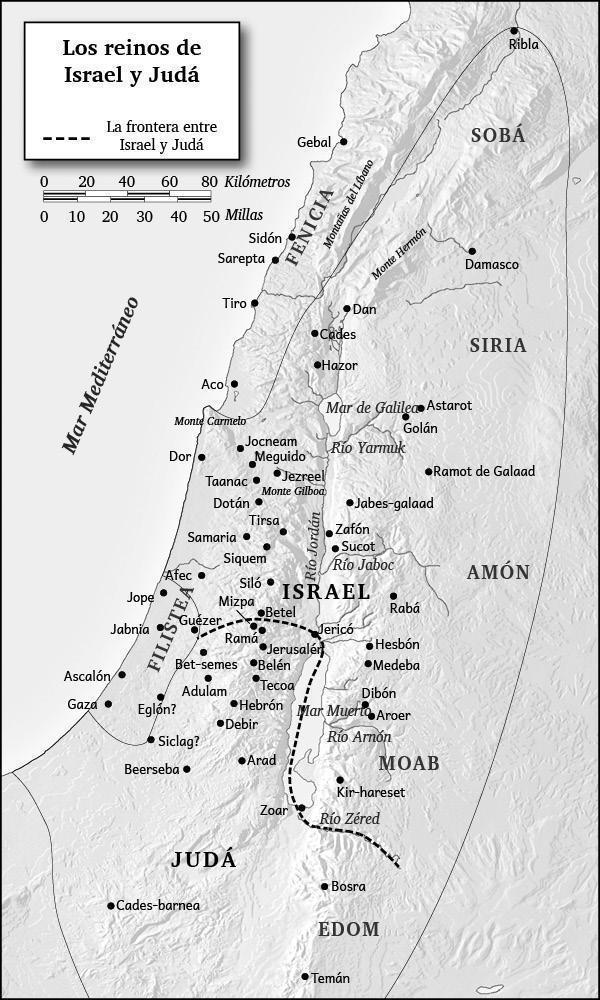 Los reinos de
Israel y Judá
La frontera entre
Israel y Judá
0 20 40 60 80 Kilómetros
0 10 20 30 40 50 Millas
Ribla
SOBÁ
Gebal
Montañas del Líbano
FENICIA
Sidón
Monte Hermón
Sarepta
Damasco
Tiro
Dan
Mar Mediterráneo
Cades
SIRIA
Hazor
Aco
Mar de Galilea
Astarot
Monte Carmelo
Golán
Jocneam
Río Yarmuk
Dor
Meguido
Ramot de Galaad
Taanac
Jezreel
Monte Gilboa
Dotán
Jabes-galaad
Tirsa
Zafón
Samaria
Río Jordán
Sucot
Siquem
Río Jaboc
Afec
AMÓN
Siló
ISRAEL
Jope
Mizpa
Rabá
FILISTEA
Betel
Guézer
Jabnia
Ramá
Jericó
Jerusalén
Hesbón
Bet-semes
Belén
Medeba
Ascalón
Adulam
Tecoa
Dibón
Gaza
Eglón?
Hebrón
Mar Muerto
Aroer
Debir
Siclag?
Río Arnón
Arad
MOAB
Beerseba
Kir-hareset
Zoar
Río Zéred
JUDÁ
Bosra
Cades-barnea
EDOM
Temán